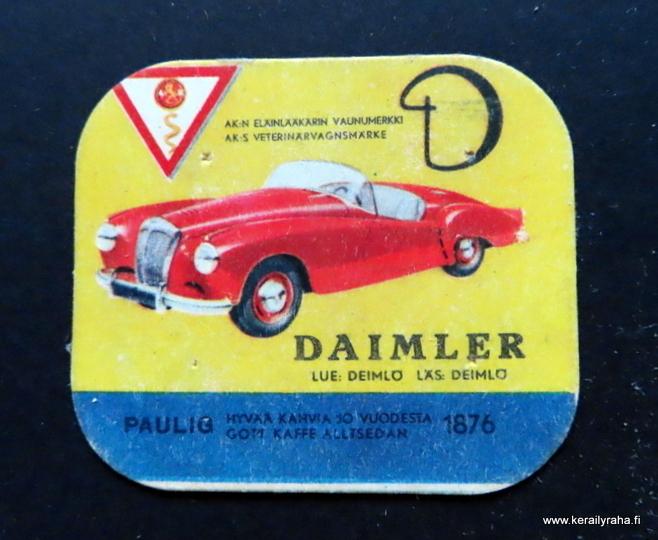 AK:N ELÄINLÄÄKÄRIN VAUNUMERKKI
AK:S VETERINÄRVAGNSMÄRKE
D
DAIMLER
LUE: DEIMLÖ LÄS: DEIMLÖ
PAULIG HYVÄÄ KAHVIA JO VUODESTA 1876
GOTT KAFFE ALLTSEDAN
www.kerailyraha.fi